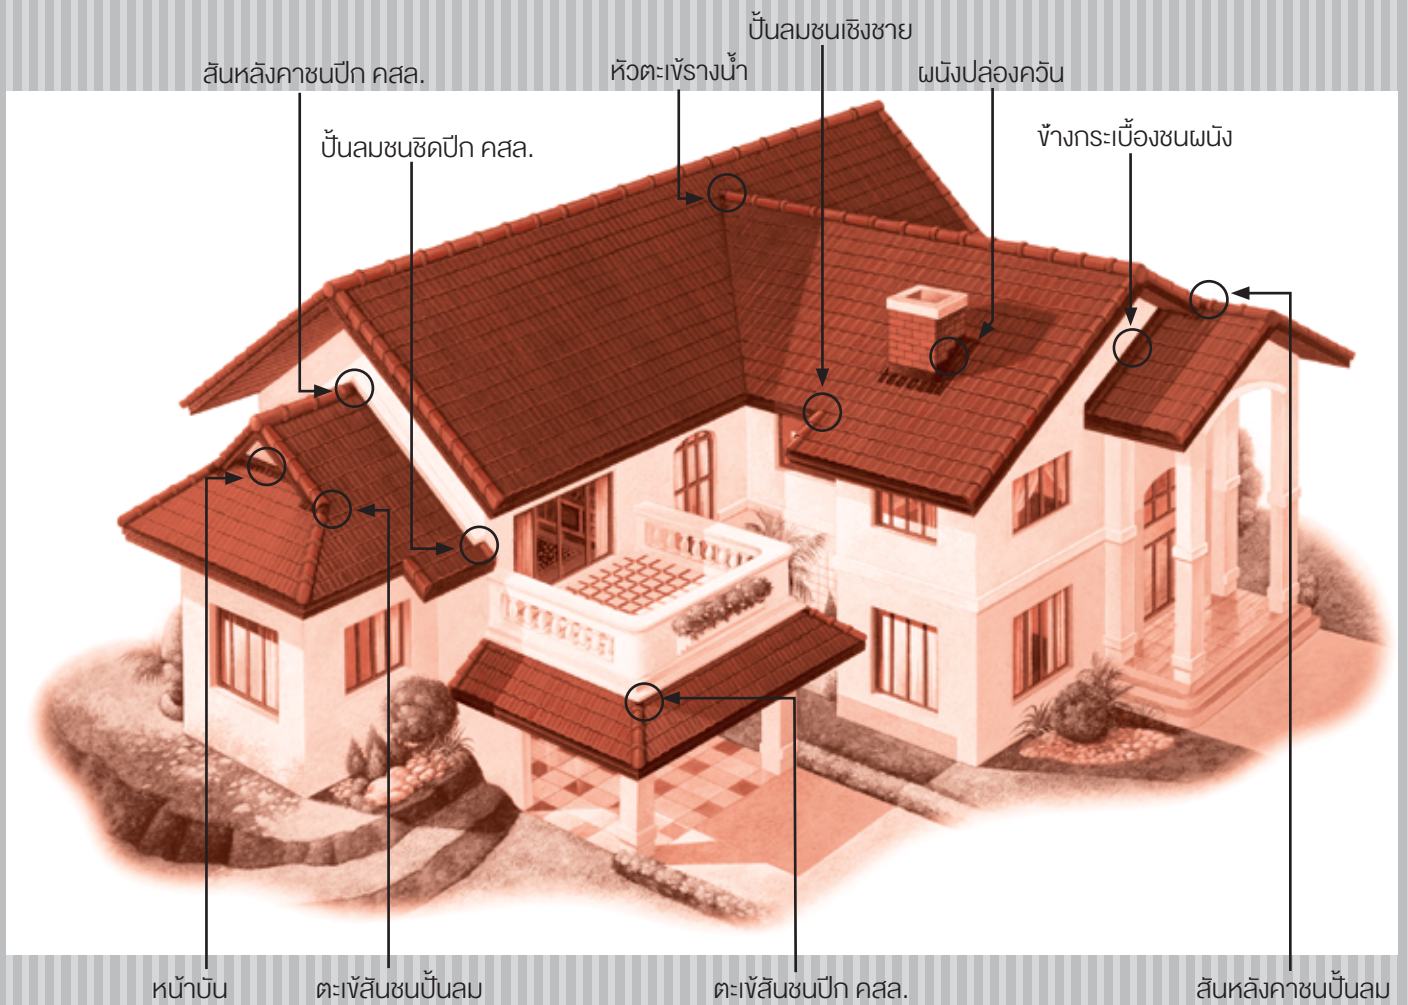 ปั้นลมชนเชิงชาย
สันหลังคาชนปีก คสล.
หัวตะเข้รางน้ำ
ผนังปล่องควัน
ปั้นลมชนชิดปีก คสล.
ข้างกระเบื้องชนผนัง
หน้าบัน
ตะเข้สันชนปั้นลม
ตะเข้สันชนปีก คสล.
สันหลังคาชนปั้นลม